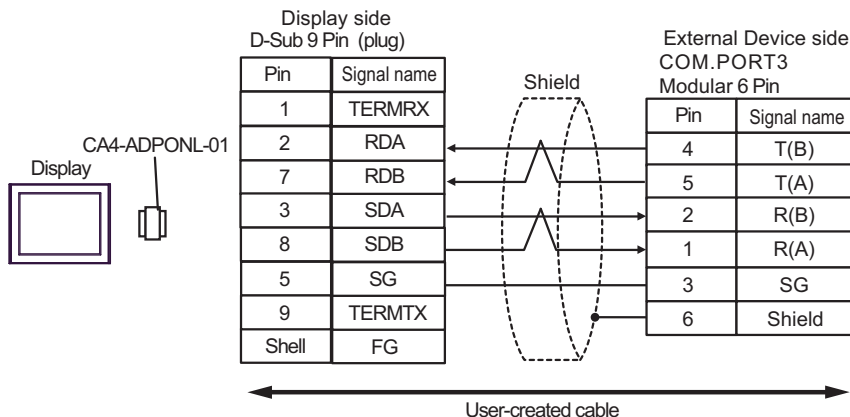 Display side
D-Sub 9 Pin (plug)
External Device side
COM.PORT3
Modular 6 Pin
Shield
CA4-ADPONL-01
Display
Pin Signal name
1 TERMRX
2 RDA
7 RDB
3 SDA
8 SDB
5 SG
9 TERMTX
Shell FG
Pin Signal name
4 T(B)
5 T(A)
2 R(B)
1 R(A)
3 SG
6 Shield
User-created cable